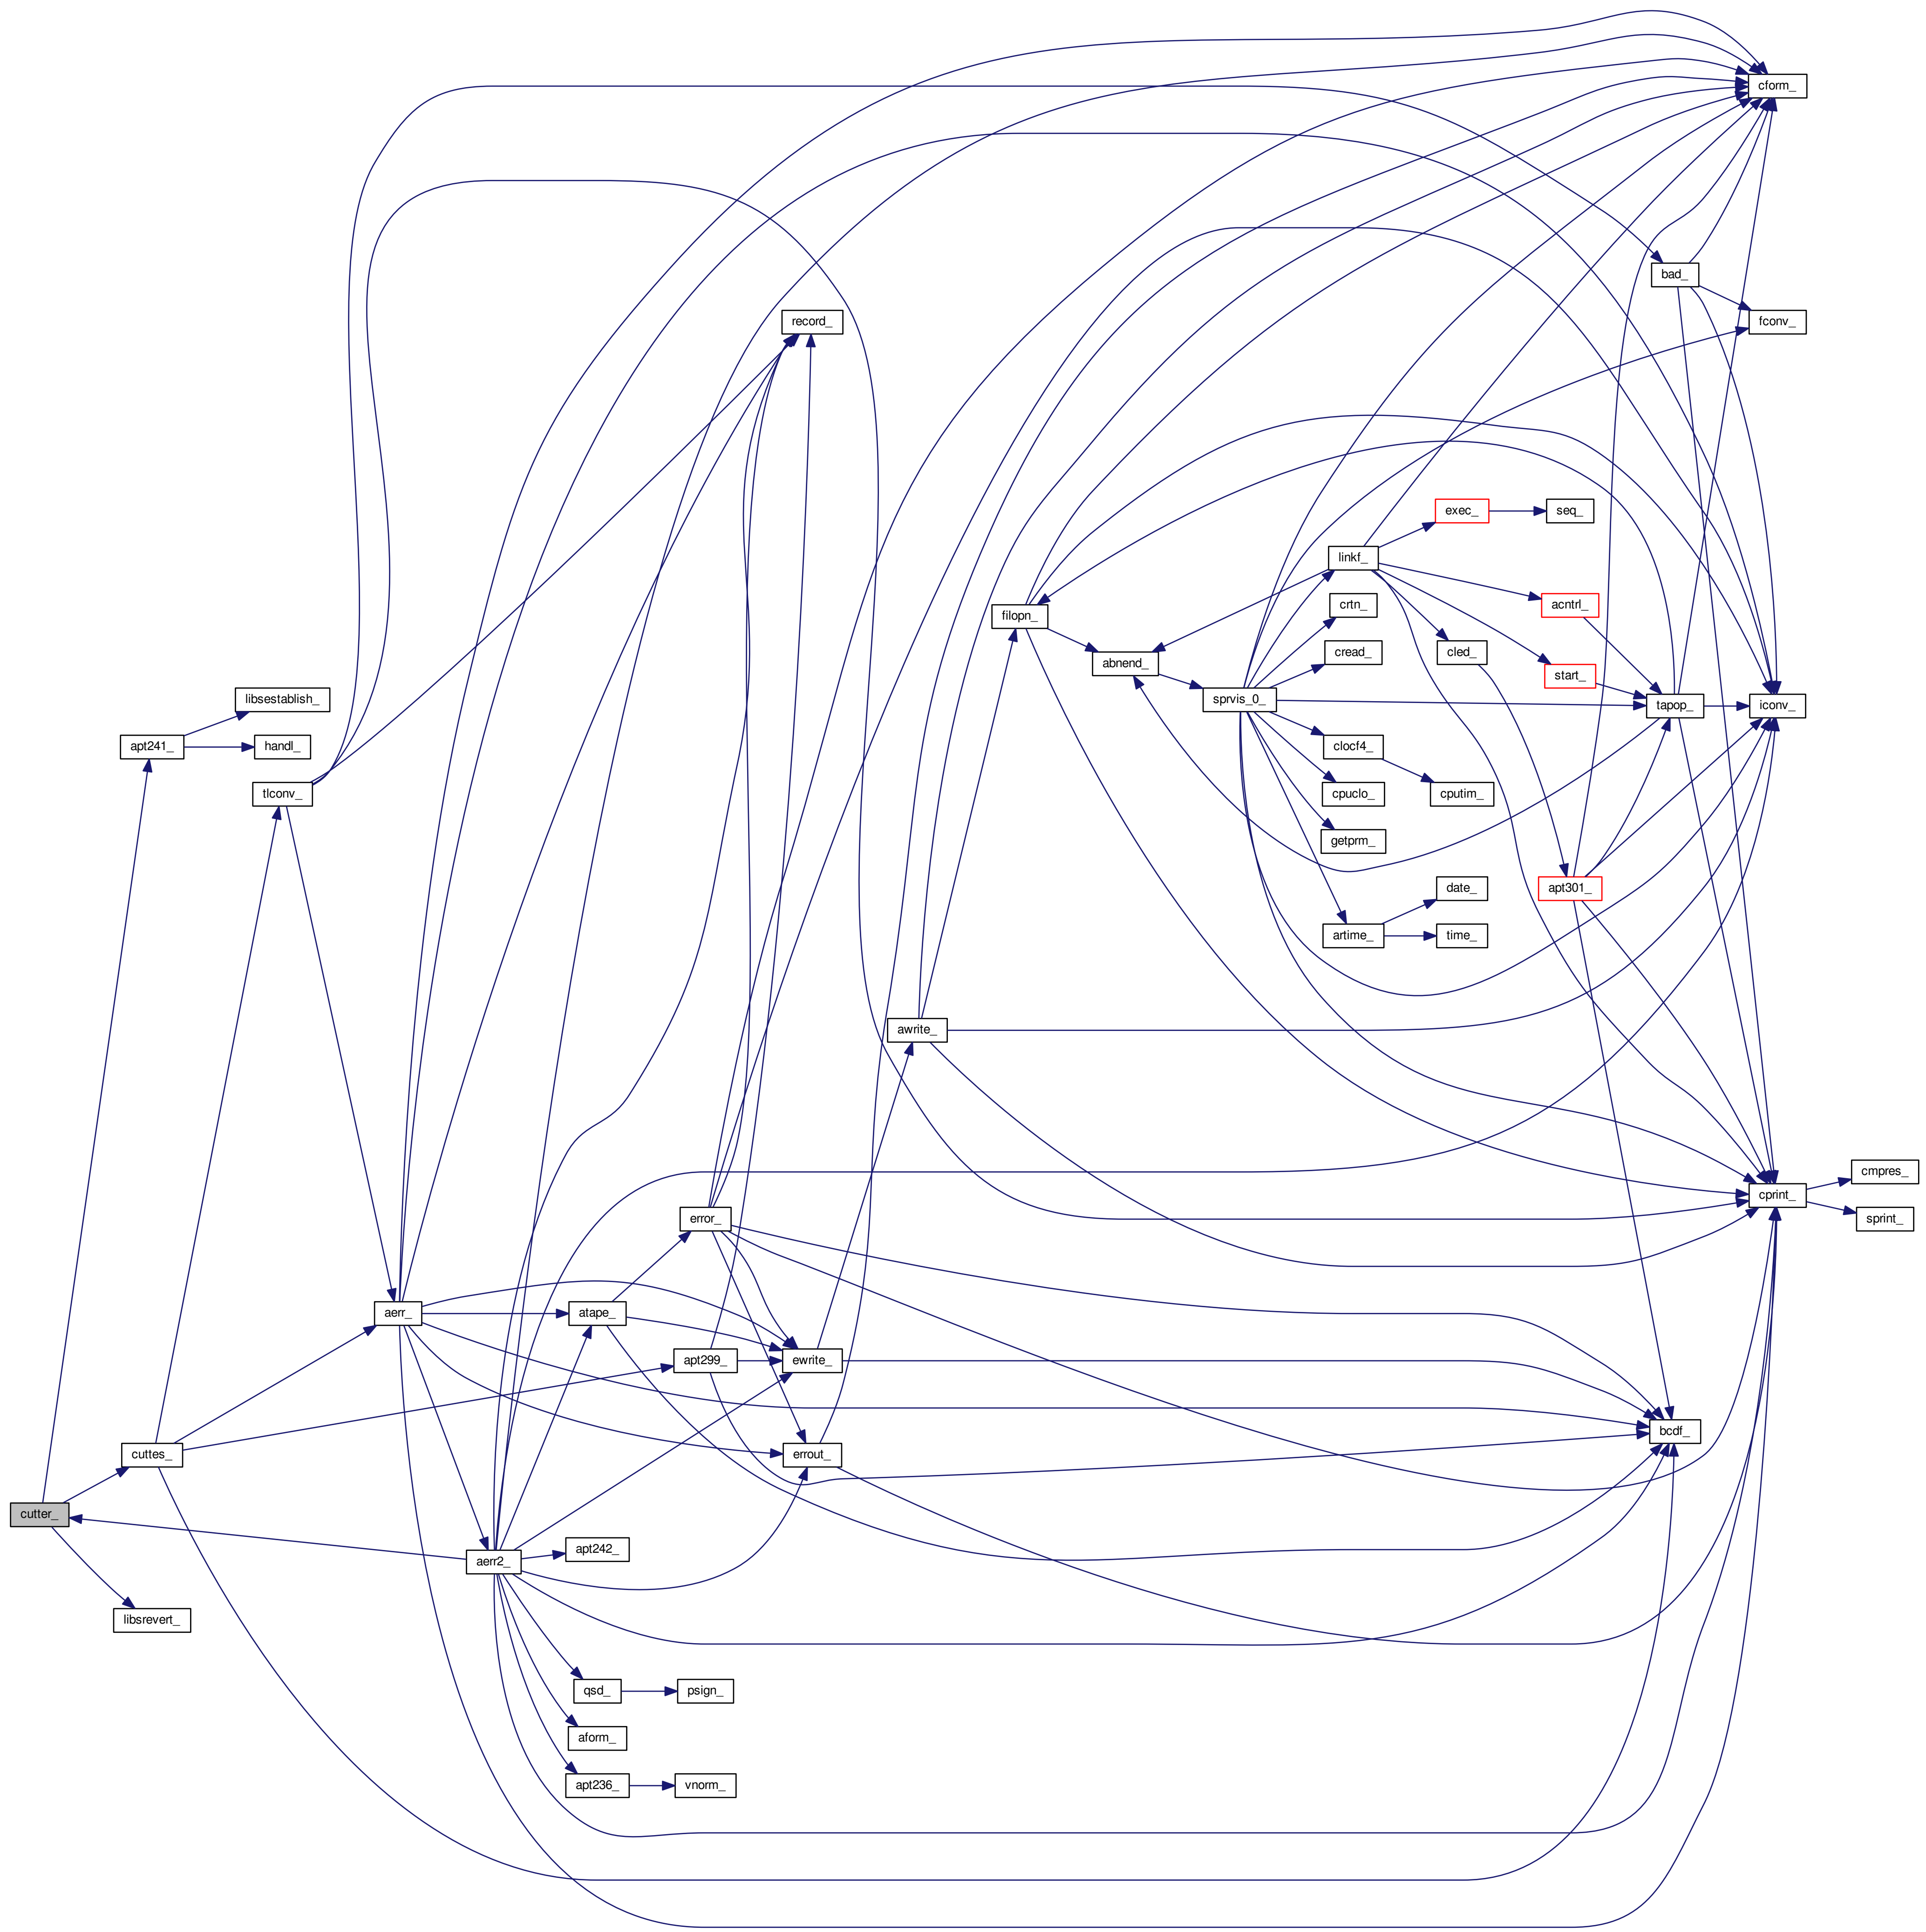 cform_
bad_
record_
fconv_
exec_
seq_
linkf_
crtn_
acntrl_
filopn_
cread_
cled_
abnend_
start_
libsestablish_
sprvis_0_
tapop_
iconv_
apt241_
handl_
clocf4_
tlconv_
cpuclo_
cputim_
getprm_
apt301_
date_
artime_
time_
awrite_
cmpres_
cprint_
error_
sprint_
aerr_
atape_
apt299_
ewrite_
bcdf_
cuttes_
errout_
cutter_
apt242_
aerr2_
libsrevert_
qsd_
psign_
aform_
apt236_
vnorm_